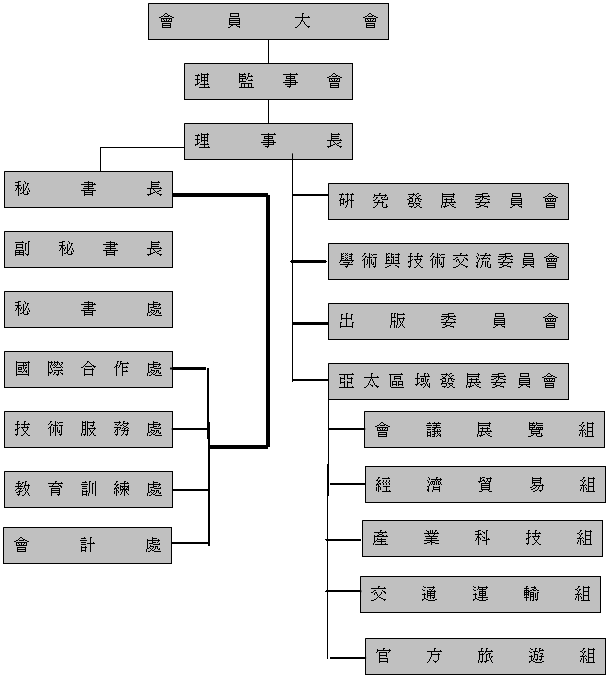 會員大會
理監事會
理事長
秘書長
副秘書長
秘書處
國際合作處
技術服務處
教育訓練處
會計處
研究發展委員會
學術與技術交流委員會
出版委員會
亞太區域發展委員會
會議展覽組
經濟貿易組
產業科技組
交通運輸組
官方旅遊組